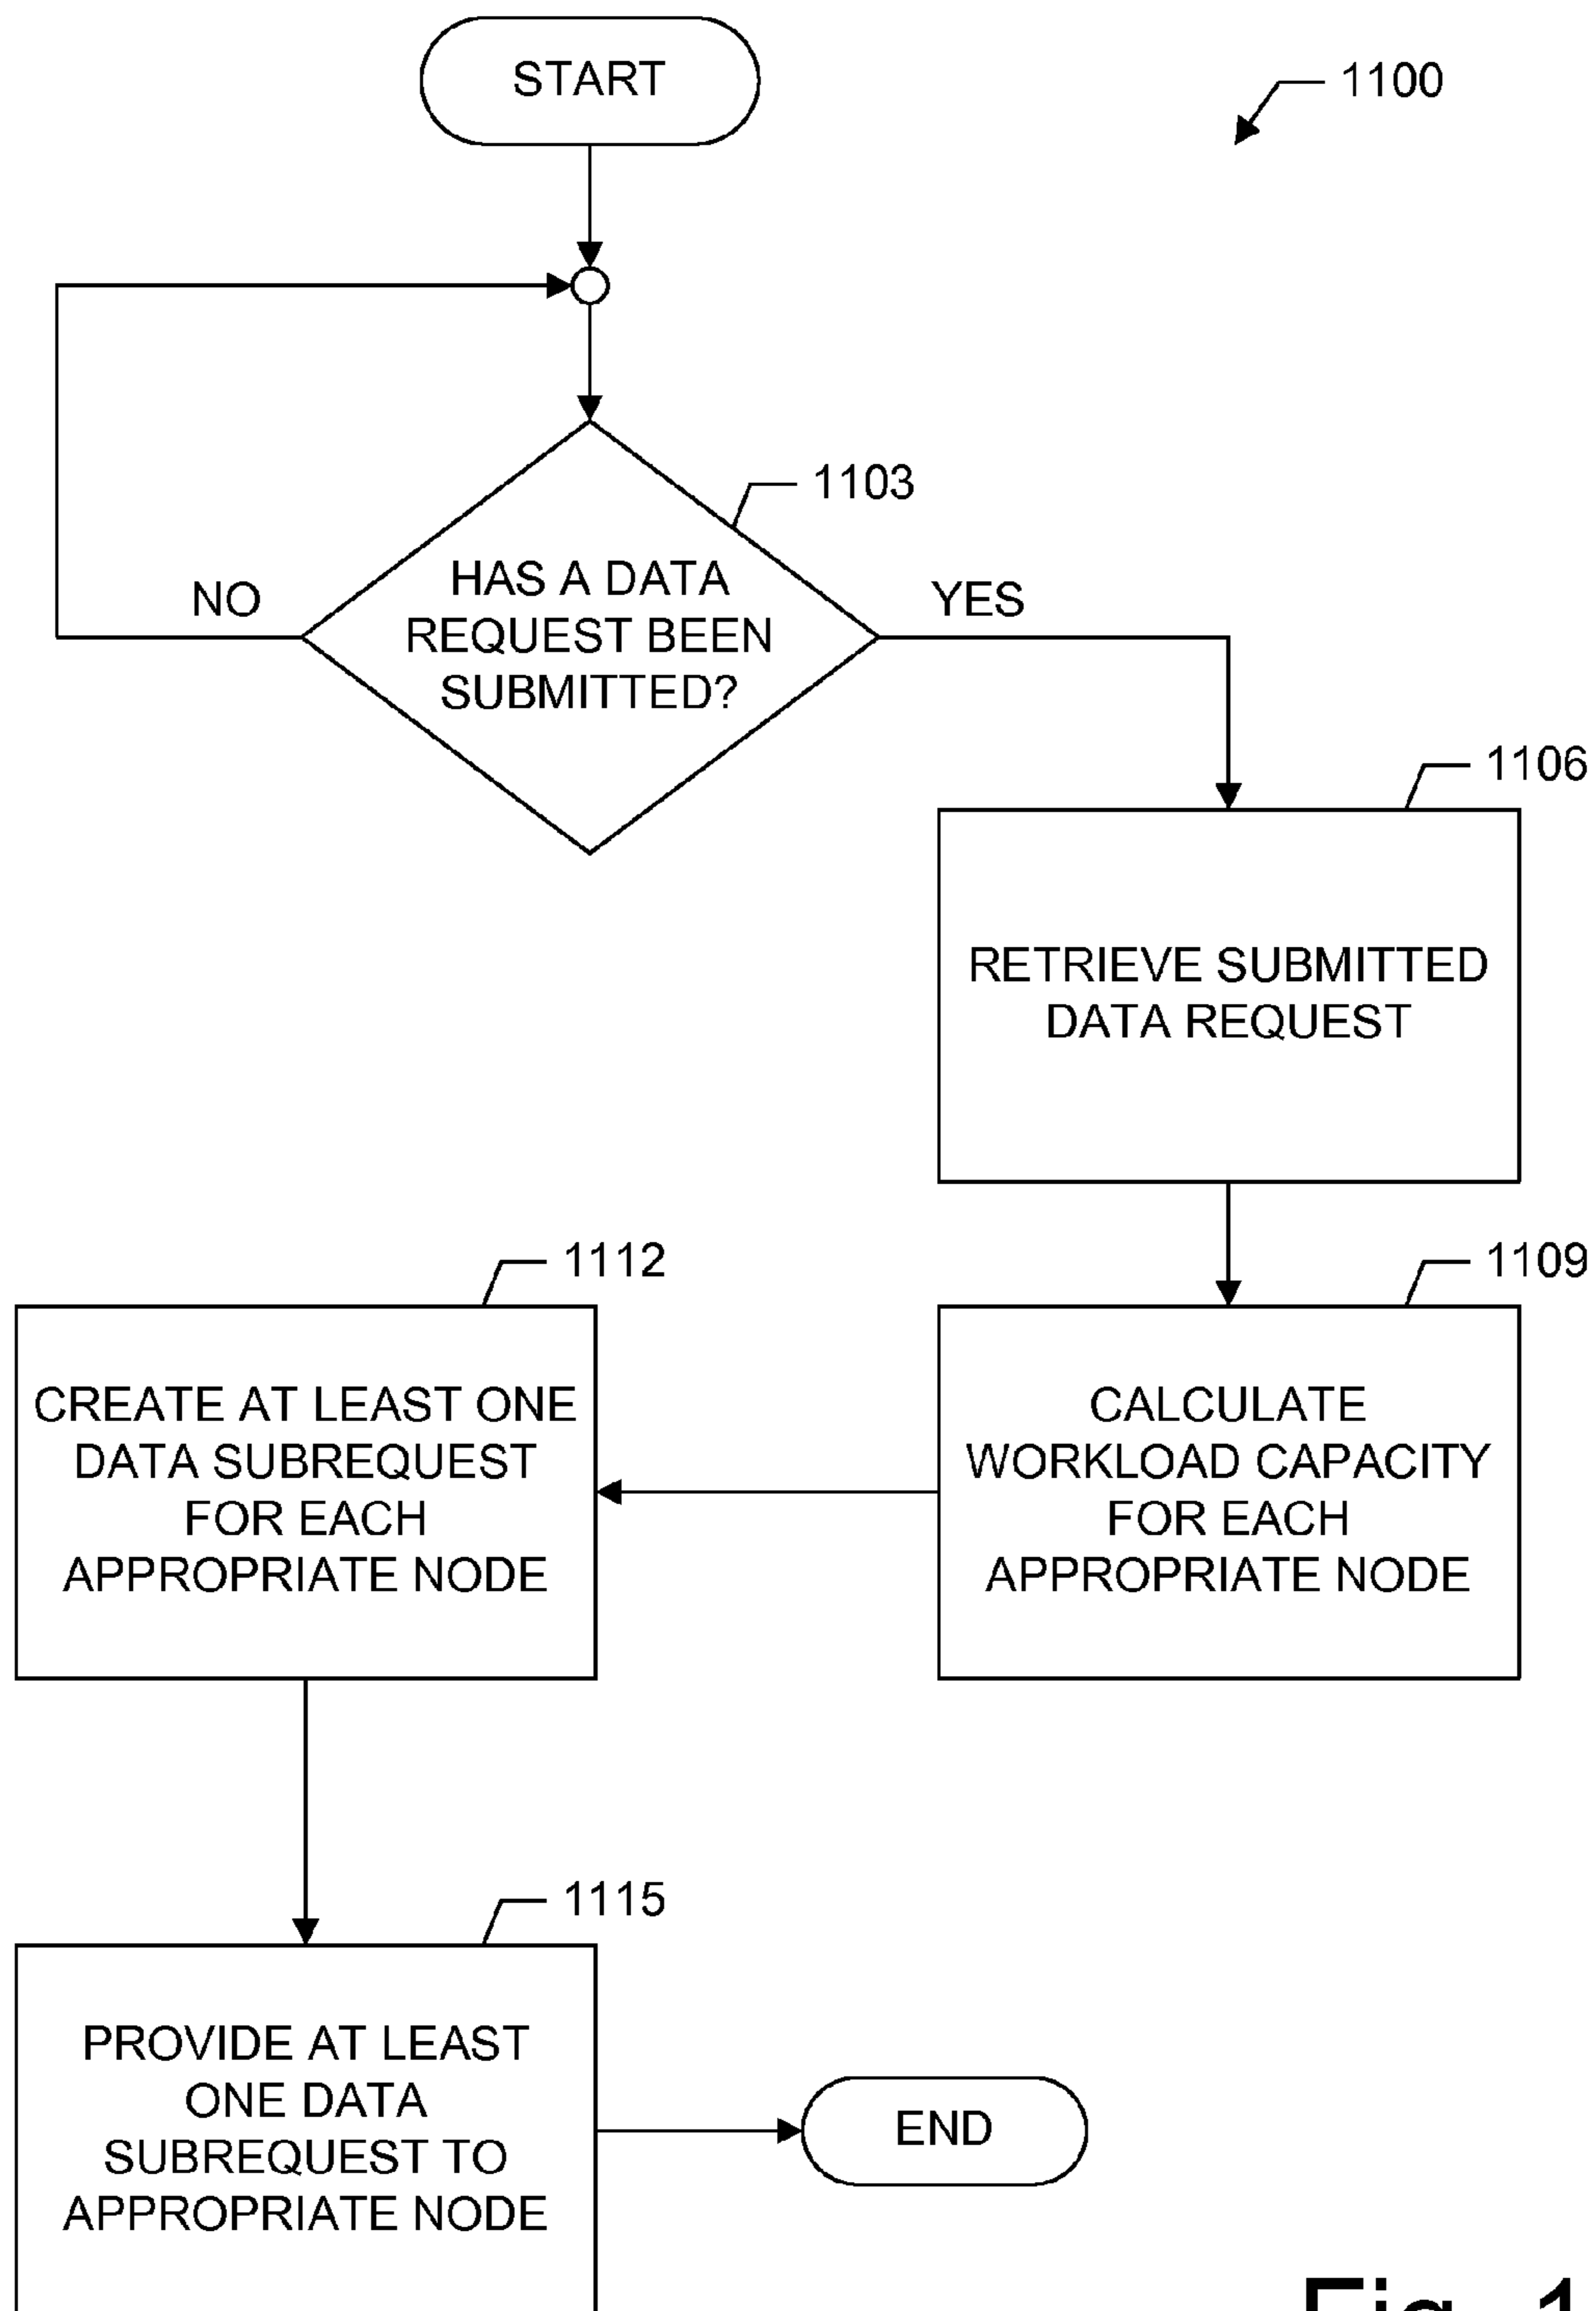 START
1100
1103
HAS A DATA
REQUEST BEEN
SUBMITTED?
NO
YES
1106
RETRIEVE SUBMITTED
DATA REQUEST
1112
1109
CREATE AT LEAST ONE
DATA SUBREQUEST
FOR EACH
APPROPRIATE NODE
CALCULATE
WORKLOAD CAPACITY
FOR EACH
APPROPRIATE NODE
1115
PROVIDE AT LEAST
ONE DATA
SUBREQUEST TO
APPROPRIATE NODE
END